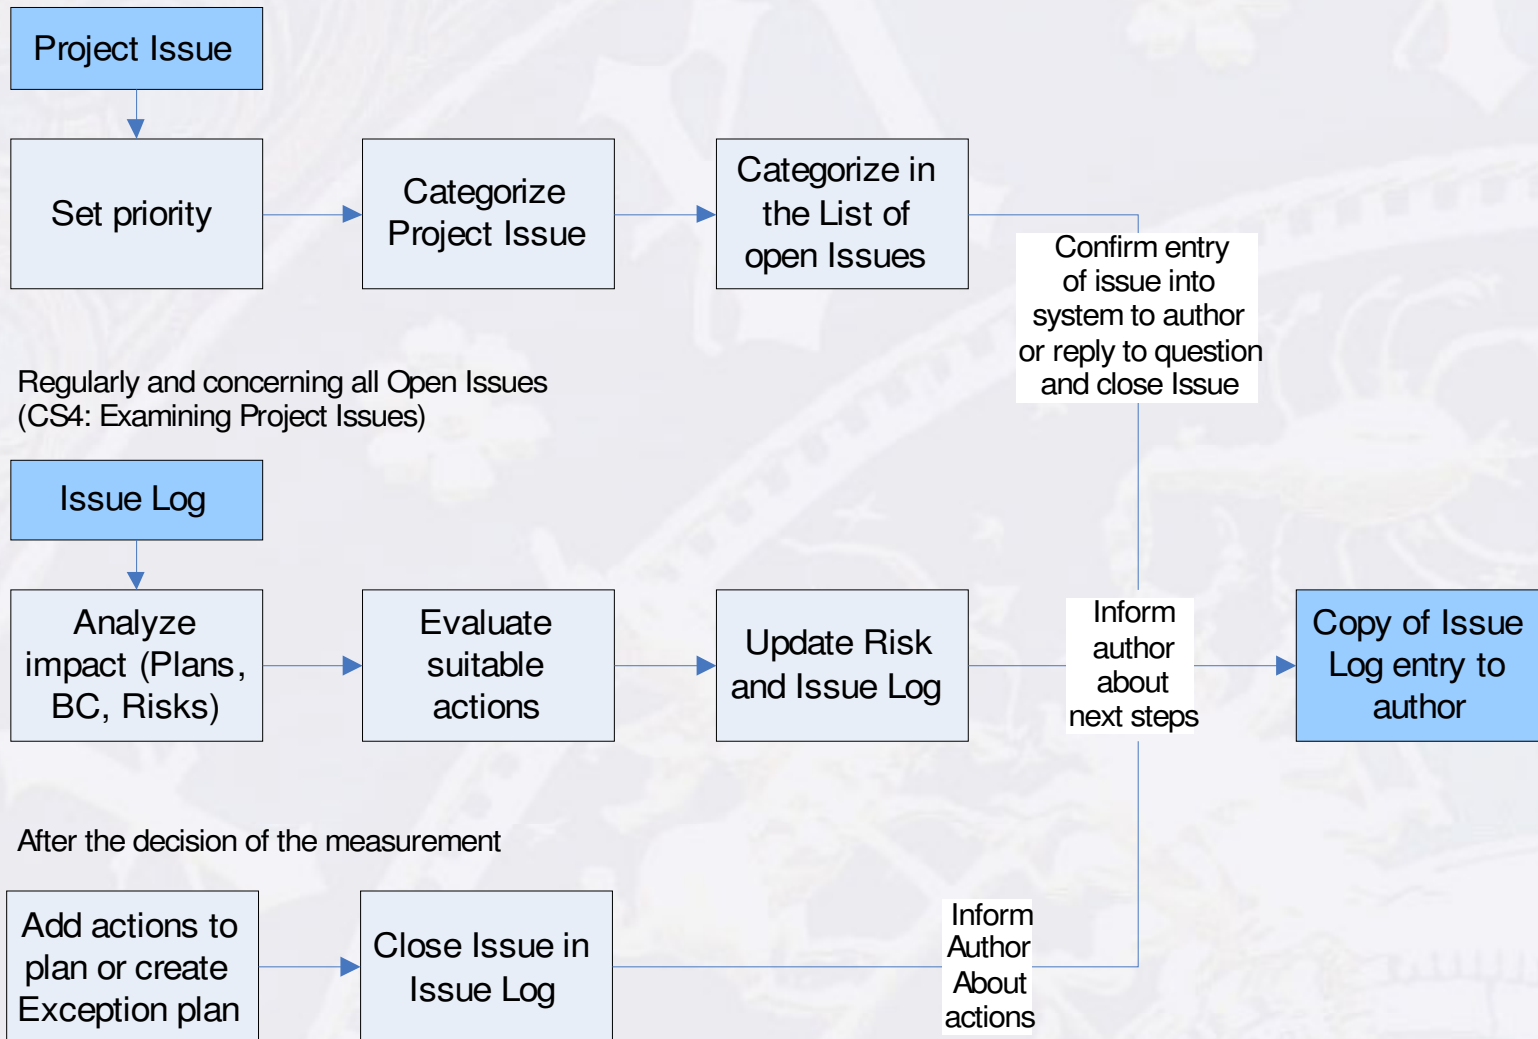 Project Issue
Set priority
Categorize
Project Issue
Categorize in
the List of
open Issues
Confirm entry
of issue into
system to author
or reply to question
and close Issue
Regularly and concerning all Open Issues
(CS4: Examining Project Issues)
Issue Log
Analyze
impact (Plans,
BC, Risks)
Evaluate
suitable
actions
Update Risk
and Issue Log
Inform
author
about
next steps
Copy of Issue
Log entry to
author
After the decision of the measurement
Add actions to
plan or create
Exception plan
Close Issue in
Issue Log
Inform
Author
About
actions